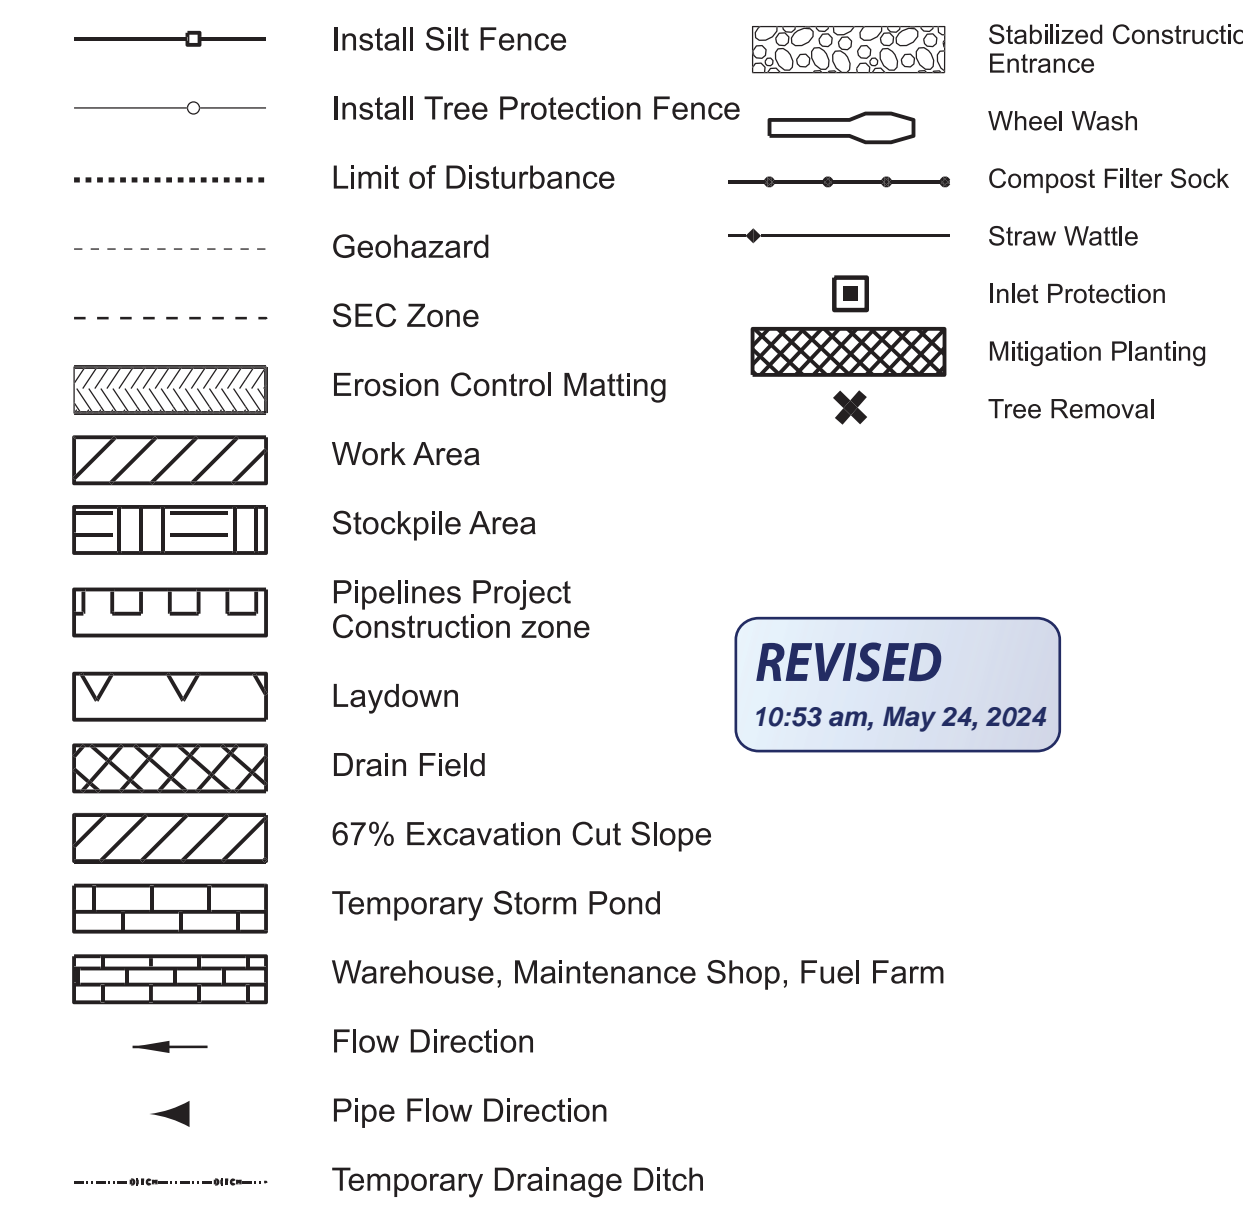 Install Silt Fence
Install Tree Protection Fence
Limit of Disturbance
Geohazard
SEC Zone
Erosion Control Matting
Work Area
Stockpile Area
Pipelines Project
Construction zone
Laydown
Drain Field
67% Excavation Cut Slope
Temporary Storm Pond
Warehouse, Maintenance Shop, Fuel Farm
Flow Direction
Pipe Flow Direction
DITCH DITCH
Temporary Drainage Ditch
Stabilized Constructio
Entrance
Wheel Wash
Compost Filter Sock
Straw Wattle
Inlet Protection
Mitigation Planting
Tree Removal
REVISED
10:53 am, May 24, 2024